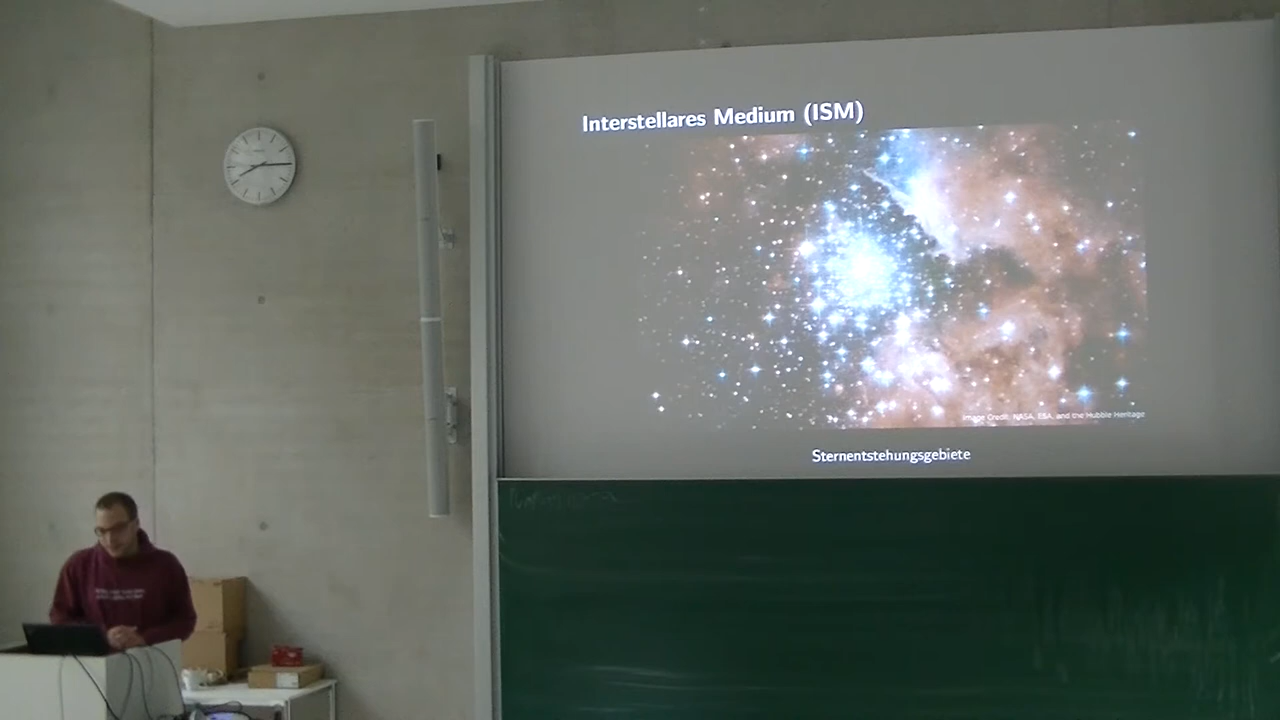 Interstellares Medium (ISM)
Image Credit: NASA, ESA, and the Hubble Heritage
Sternentstehungsgebiete